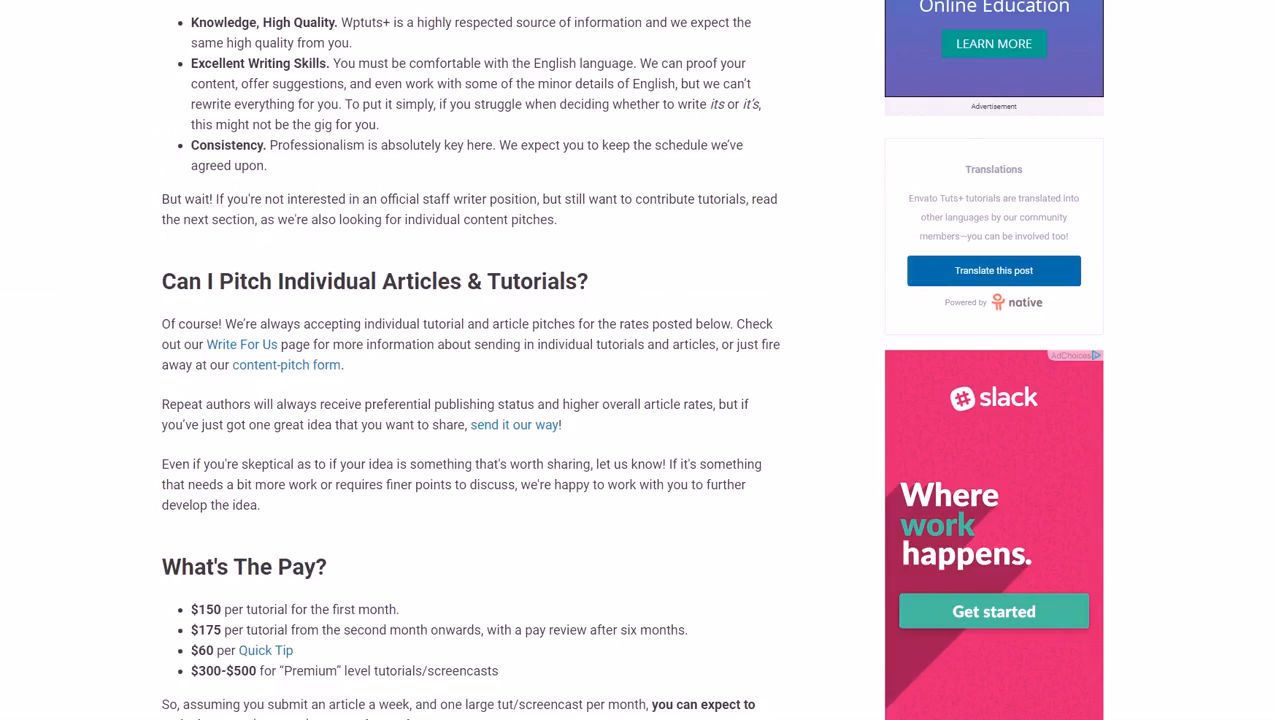 Knowledge, High Quality. Wptuts+ is a highly respected source of information and we expect the
same high quality from you.
Excellent Writing Skills. You must be comfortable with the English language. We can proof your
content, offer suggestions, and even work with some of the minor details of English, but we can’t
rewrite everything for you. To put it simply, if you struggle when deciding whether to write its or it’s,
this might not be the gig for you.
Consistency. Professionalism is absolutely key here. We expect you to keep the schedule we’ve
agreed upon.
But wait! If you're not interested in an official staff writer position, but still want to contribute tutorials, read
the next section, as we're also looking for individual content pitches.
Can I Pitch Individual Articles & Tutorials?
Of course! We’re always accepting individual tutorial and article pitches for the rates posted below. Check
out our Write For Us page for more information about sending in individual tutorials and articles, or just fire
away at our content-pitch form.
Repeat authors will always receive preferential publishing status and higher overall article rates, but if
you’ve just got one great idea that you want to share, send it our way!
Even if you're skeptical as to if your idea is something that's worth sharing, let us know! If it's something
that needs a bit more work or requires finer points to discuss, we're happy to work with you to further
develop the idea.
What's The Pay?
$150 per tutorial for the first month.
$175 per tutorial from the second month onwards, with a pay review after six months.
$60 per Quick Tip
$300-$500 for “Premium” level tutorials/screencasts
So, assuming you submit an article a week, and one large tut/screencast per month, you can expect to
Online Education
LEARN MORE
Advertisement
Translations
Envato Tuts+ tutorials are translated into
other languages by our community
members—you can be involved too!
Translate this post
Powered by native
AdChoices
slack
Where
work
happens.
Get started